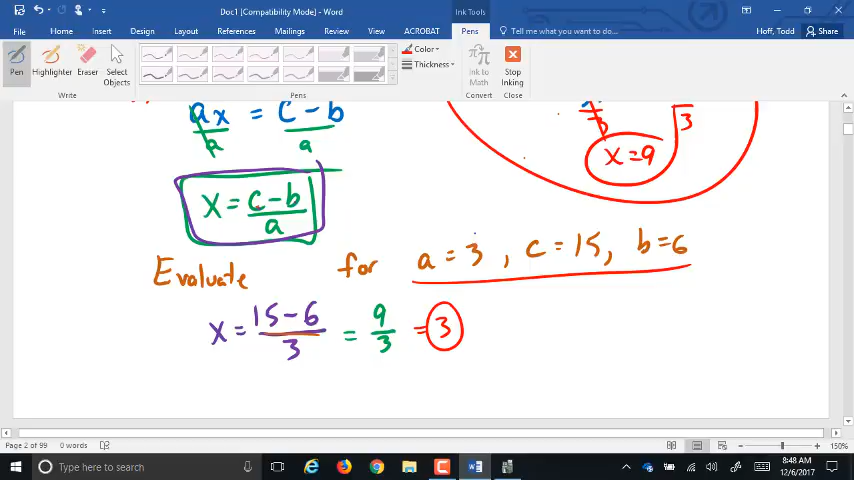 Doc1 [Compatibility Mode] - Word
Ink Tools
Hoff, Todd
File Home Insert Design Layout References Mailings Review View ACROBAT Pens Tell me what you want to do... Share
Pen Highlighter Eraser Select Objects
Color
Thickness
Ink to Math Stop Inking
Write Pens Convert Close
ax = c - b
a a
3
x = 9
x = c - b
a
Evaluate for a = 3, c = 15, b = 6
x = 15 - 6 = 9 = 3
3 3
Page 2 of 99 0 words 150%
Type here to search
8:48 AM
12/6/2017